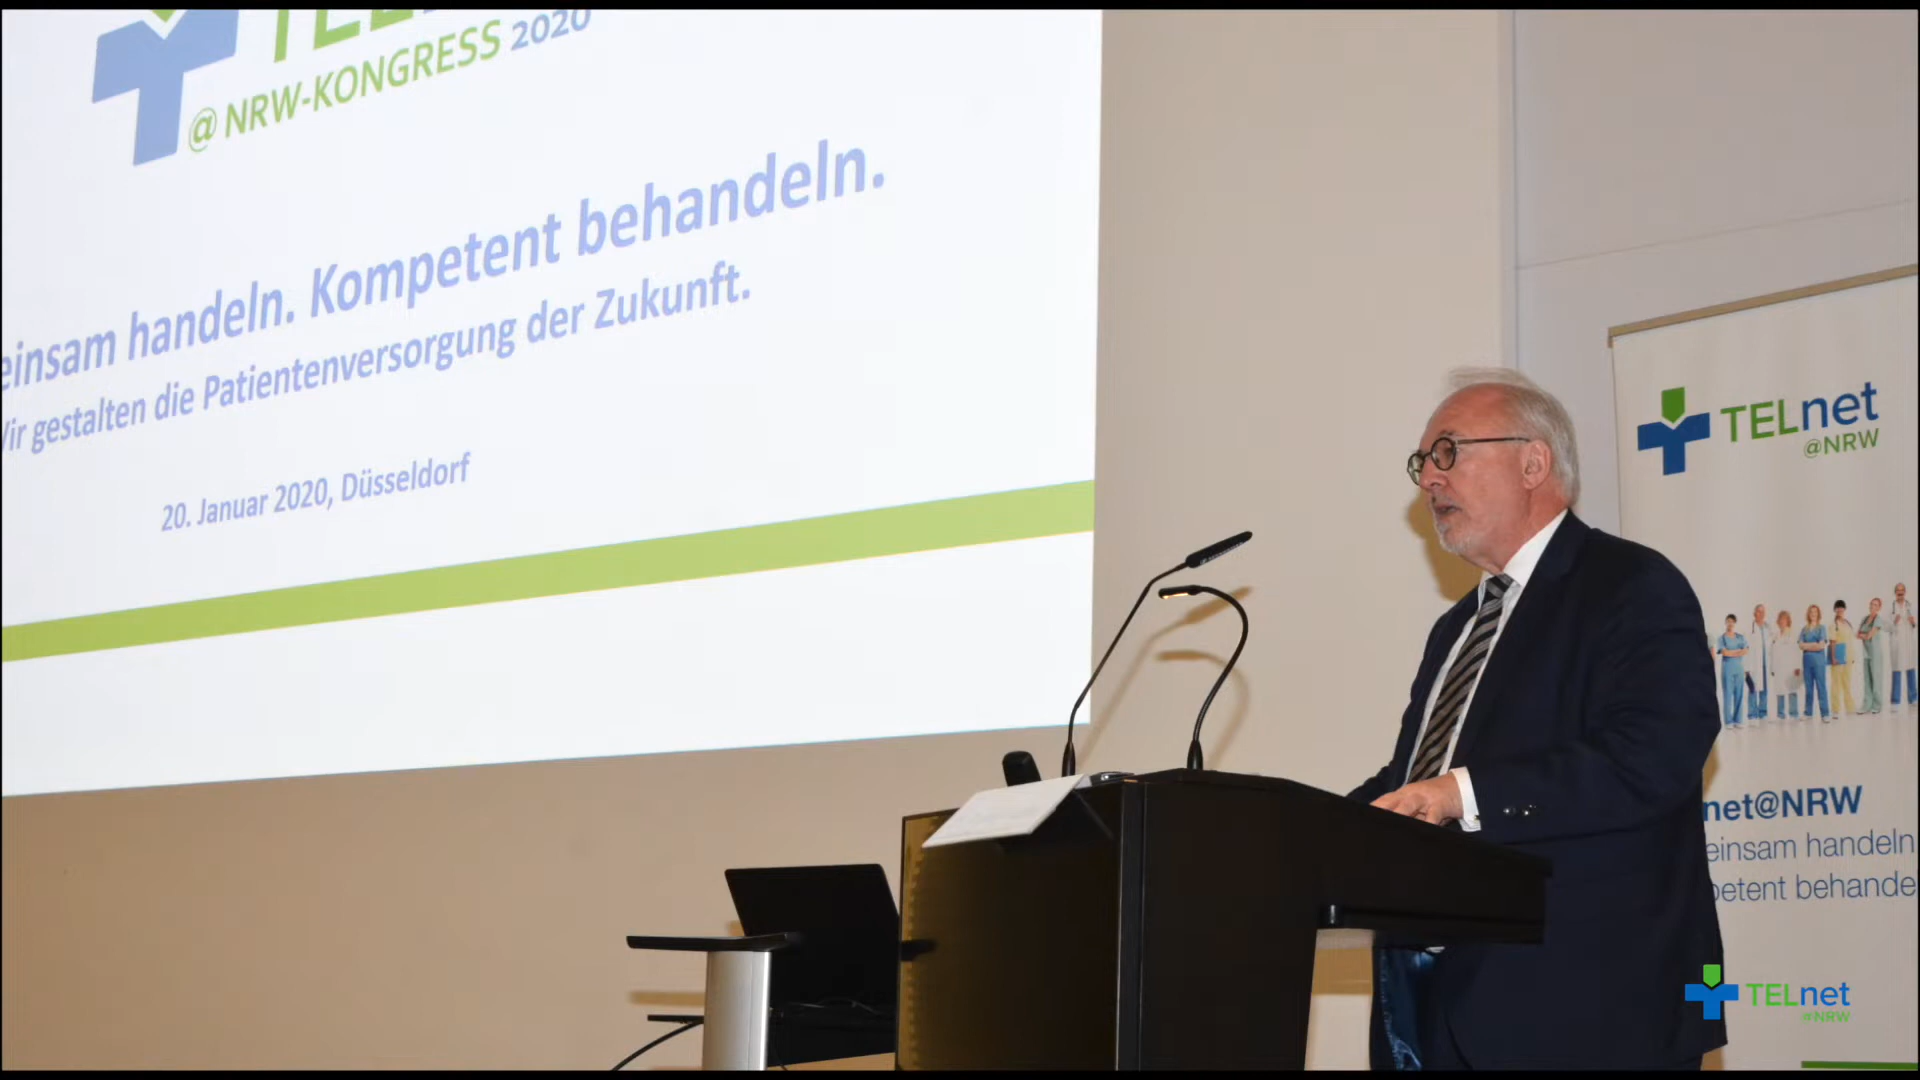 @ NRW-KONGRESS 2020
einsam handeln. Kompetent behandeln.
ir gestalten die Patientenversorgung der Zukunft.
20. Januar 2020, Düsseldorf
TELnet
@NRW
net@NRW
einsam handeln
petent behande
TELnet
@NRW